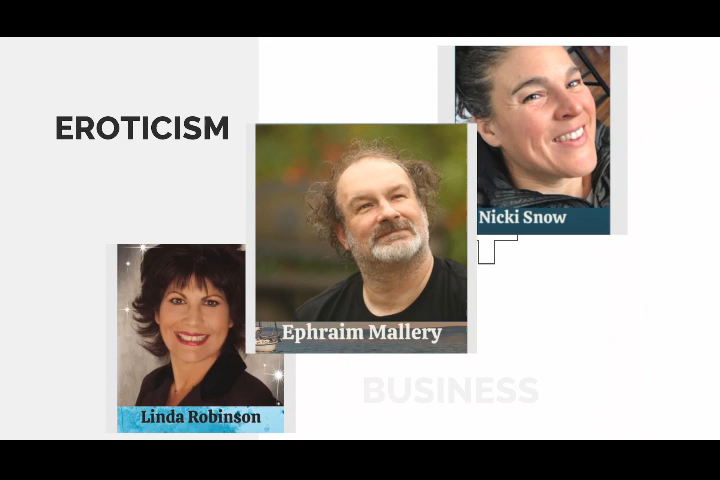 EROTICISM
Nicki Snow
Ephraim Mallery
BUSINESS
Linda Robinson